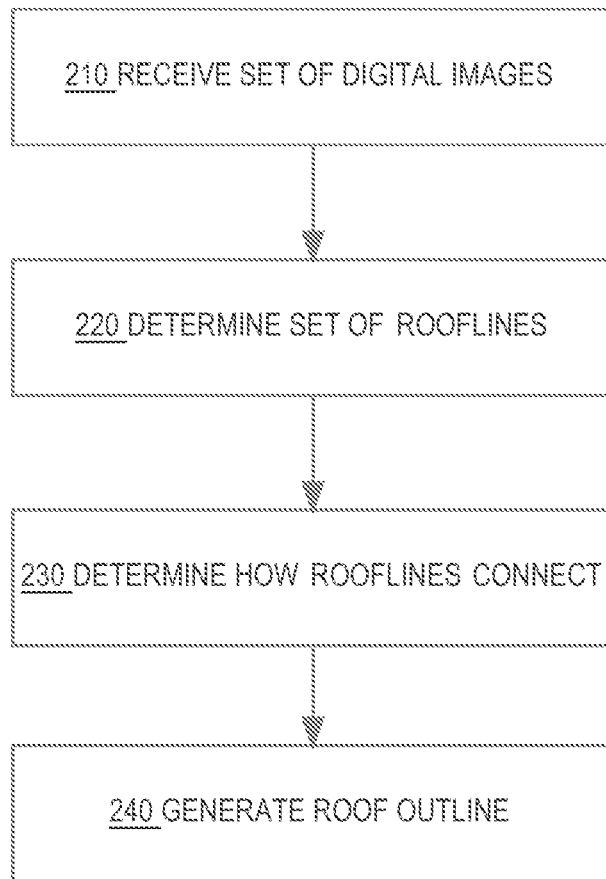 210 RECEIVE SET OF DIGITAL IMAGES
220 DETERMINE SET OF ROOFLINES
230 DETERMINE HOW ROOFLINES CONNECT
240 GENERATE ROOF OUTLINE